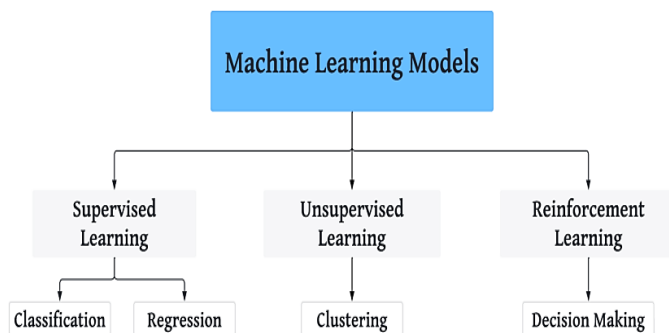 Machine Learning Models
Supervised
Learning
Unsupervised
Learning
Reinforcement
Learning
Classification
Regression
Clustering
Decision Making